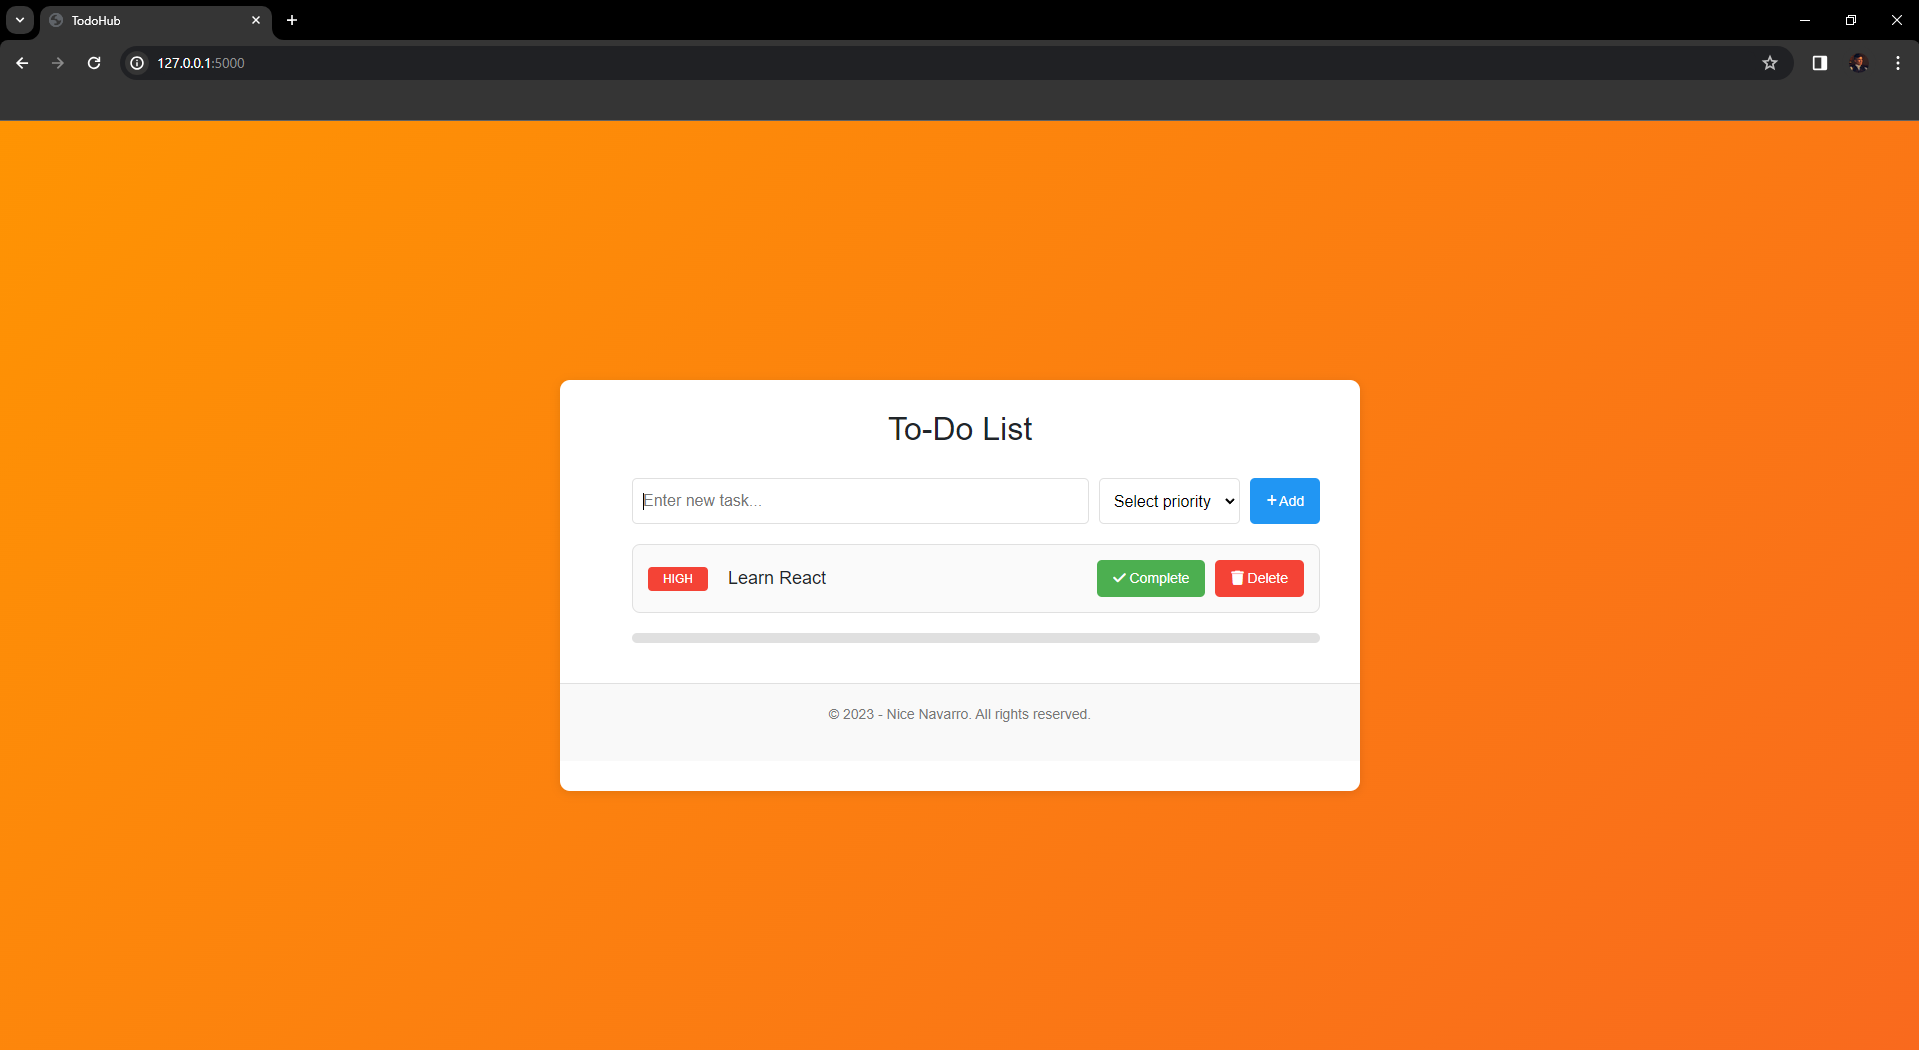 TodoHub
127.0.0.1:5000
To-Do List
Enter new task...
Select priority
+ Add
HIGH
Learn React
Complete
Delete
© 2023 - Nice Navarro. All rights reserved.